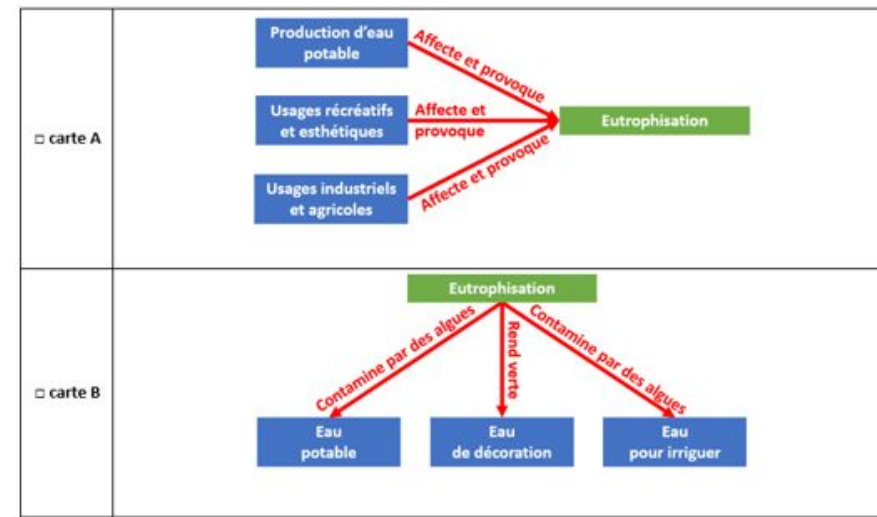 □ carte A
Production d'eau
potable
Affecte et provoque
Usages récréatifs
et esthétiques
Affecte et
provoque
Eutrophisation
Usages industriels
et agricoles
Affecte et provoque
□ carte B
Eutrophisation
Contamine par des algues
Rend verte
Contamine par des algues
Eau
potable
Eau
de décoration
Eau
pour irriguer